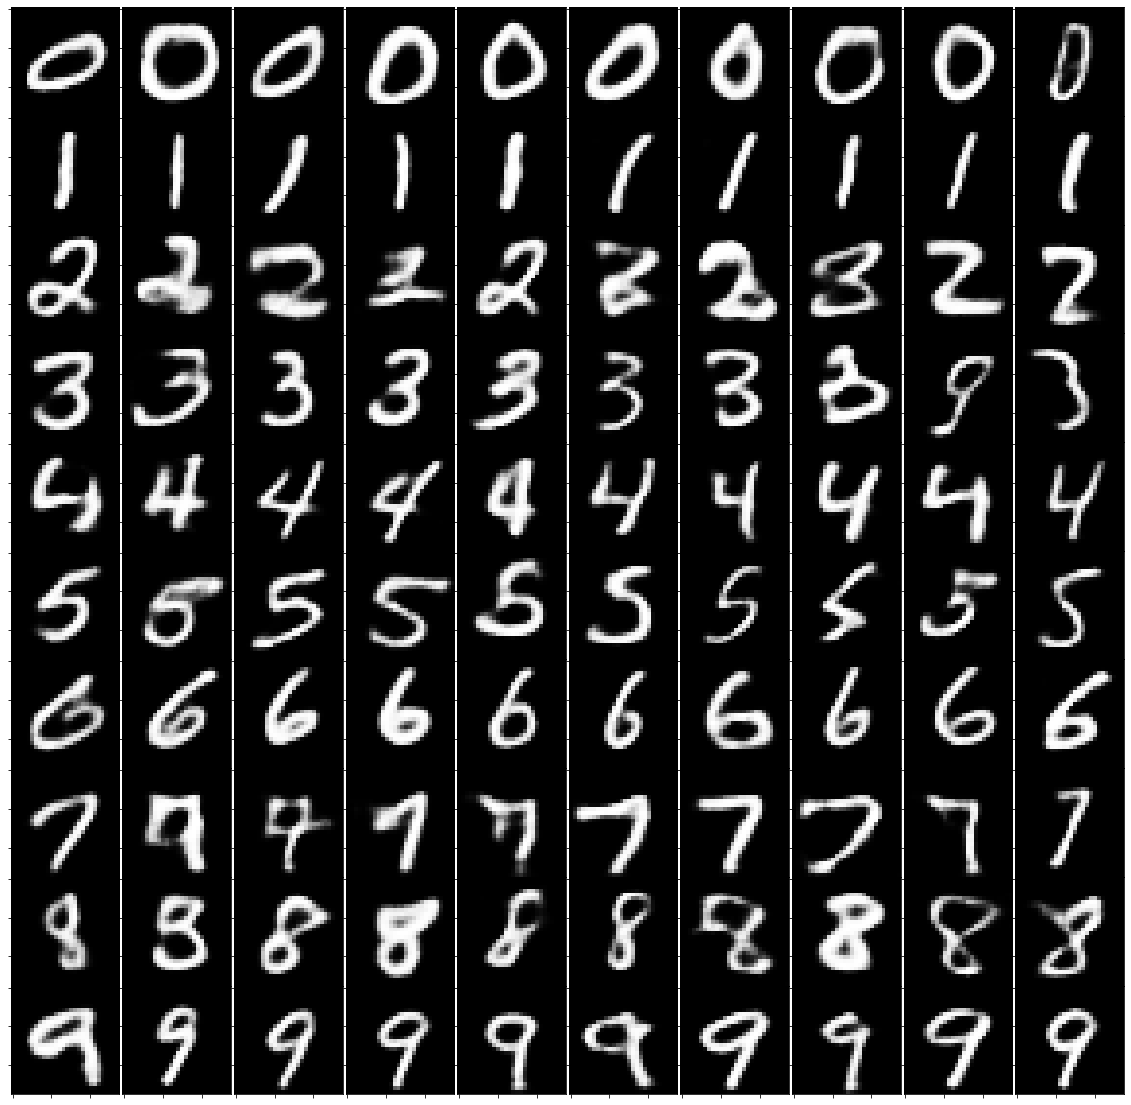 0 0 0 0 0 0 0 0 0 0
1 1 1 1 1 1 1 1 1 1
2 2 2 2 2 2 2
3 3 3 3 3 3 3 3 9 3
4 4 4 4 4 4 4 4 4 4
5 5 5 5 5 5 5 5 5 5
6 6 6 6 6 6 6 6 6 6
7 7 7 7 7 7 7 7
8 8 8 8 8 8 8 8 8 8
9 9 9 9 9 9 9 9 9 9